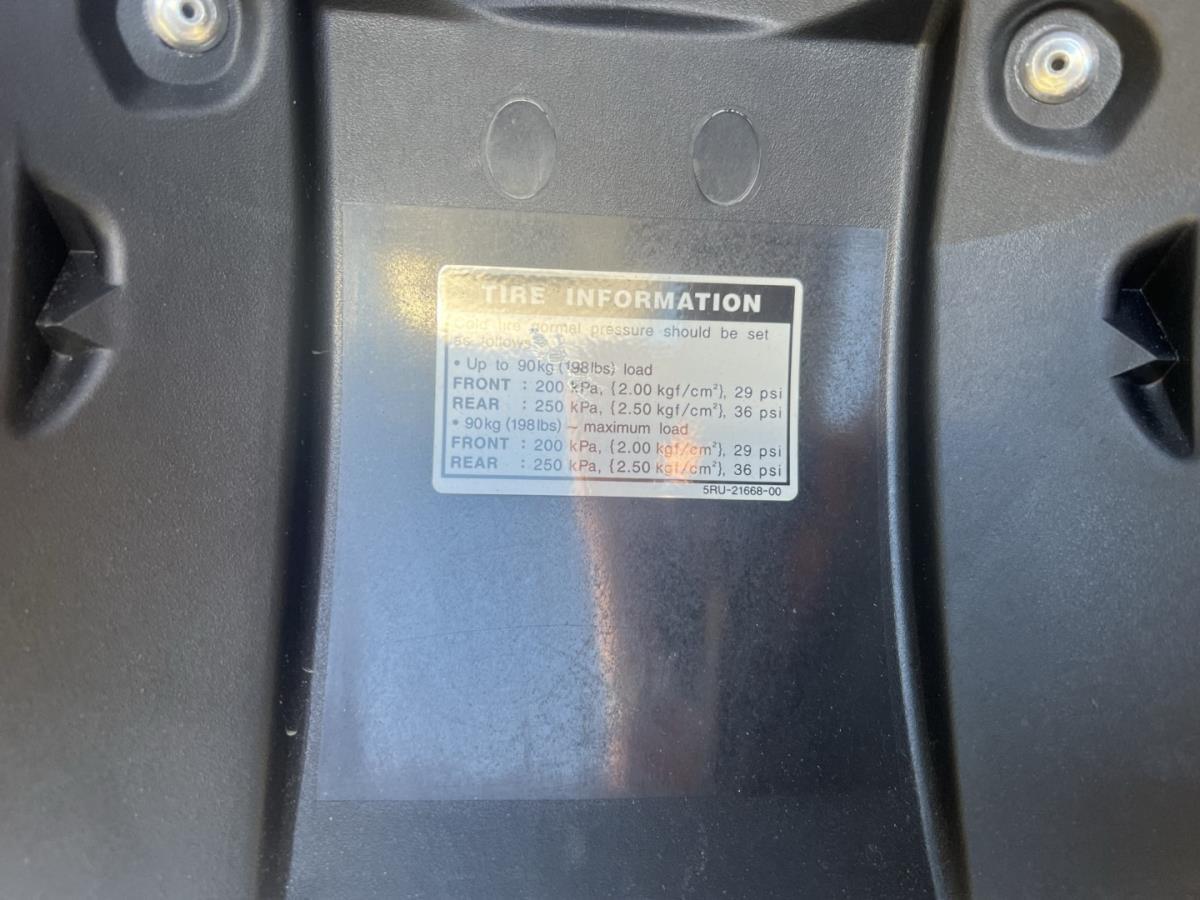 TIRE INFORMATION
Cold tire normal pressure should be set
as follows
• Up to 90kg (198lbs) load
FRONT : 200 kPa, {2.00 kgf/cm², 29 psi
REAR : 250 kPa, {2.50 kgf/cm²}, 36 psi
• 90kg (198lbs) ~ maximum load
FRONT : 200 kPa, {2.00 kgf/cm²}, 29 psi
REAR : 250 kPa, {2.50 kgf/cm²}, 36 psi
5RU-21668-00